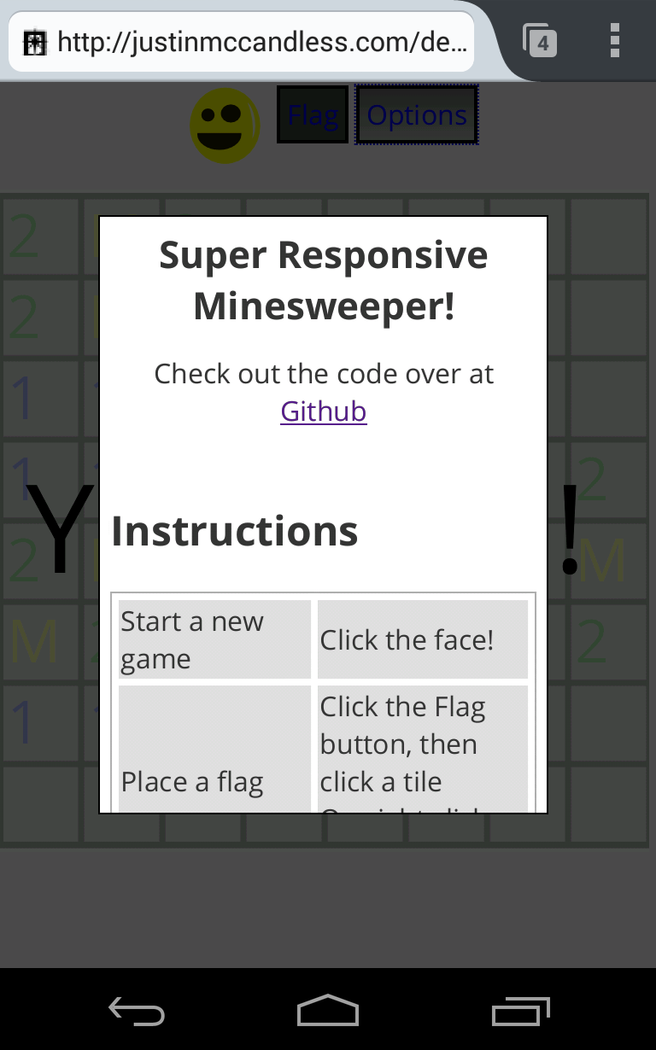 http://justinmccandless.com/de...
4
Flag
Options
2
2
1
1
2
Y
!
2
M
M
2
1
Super Responsive
Minesweeper!
Check out the code over at
Github
Instructions
Start a new
game
Click the face!
Place a flag
Click the Flag
button, then
click a tile